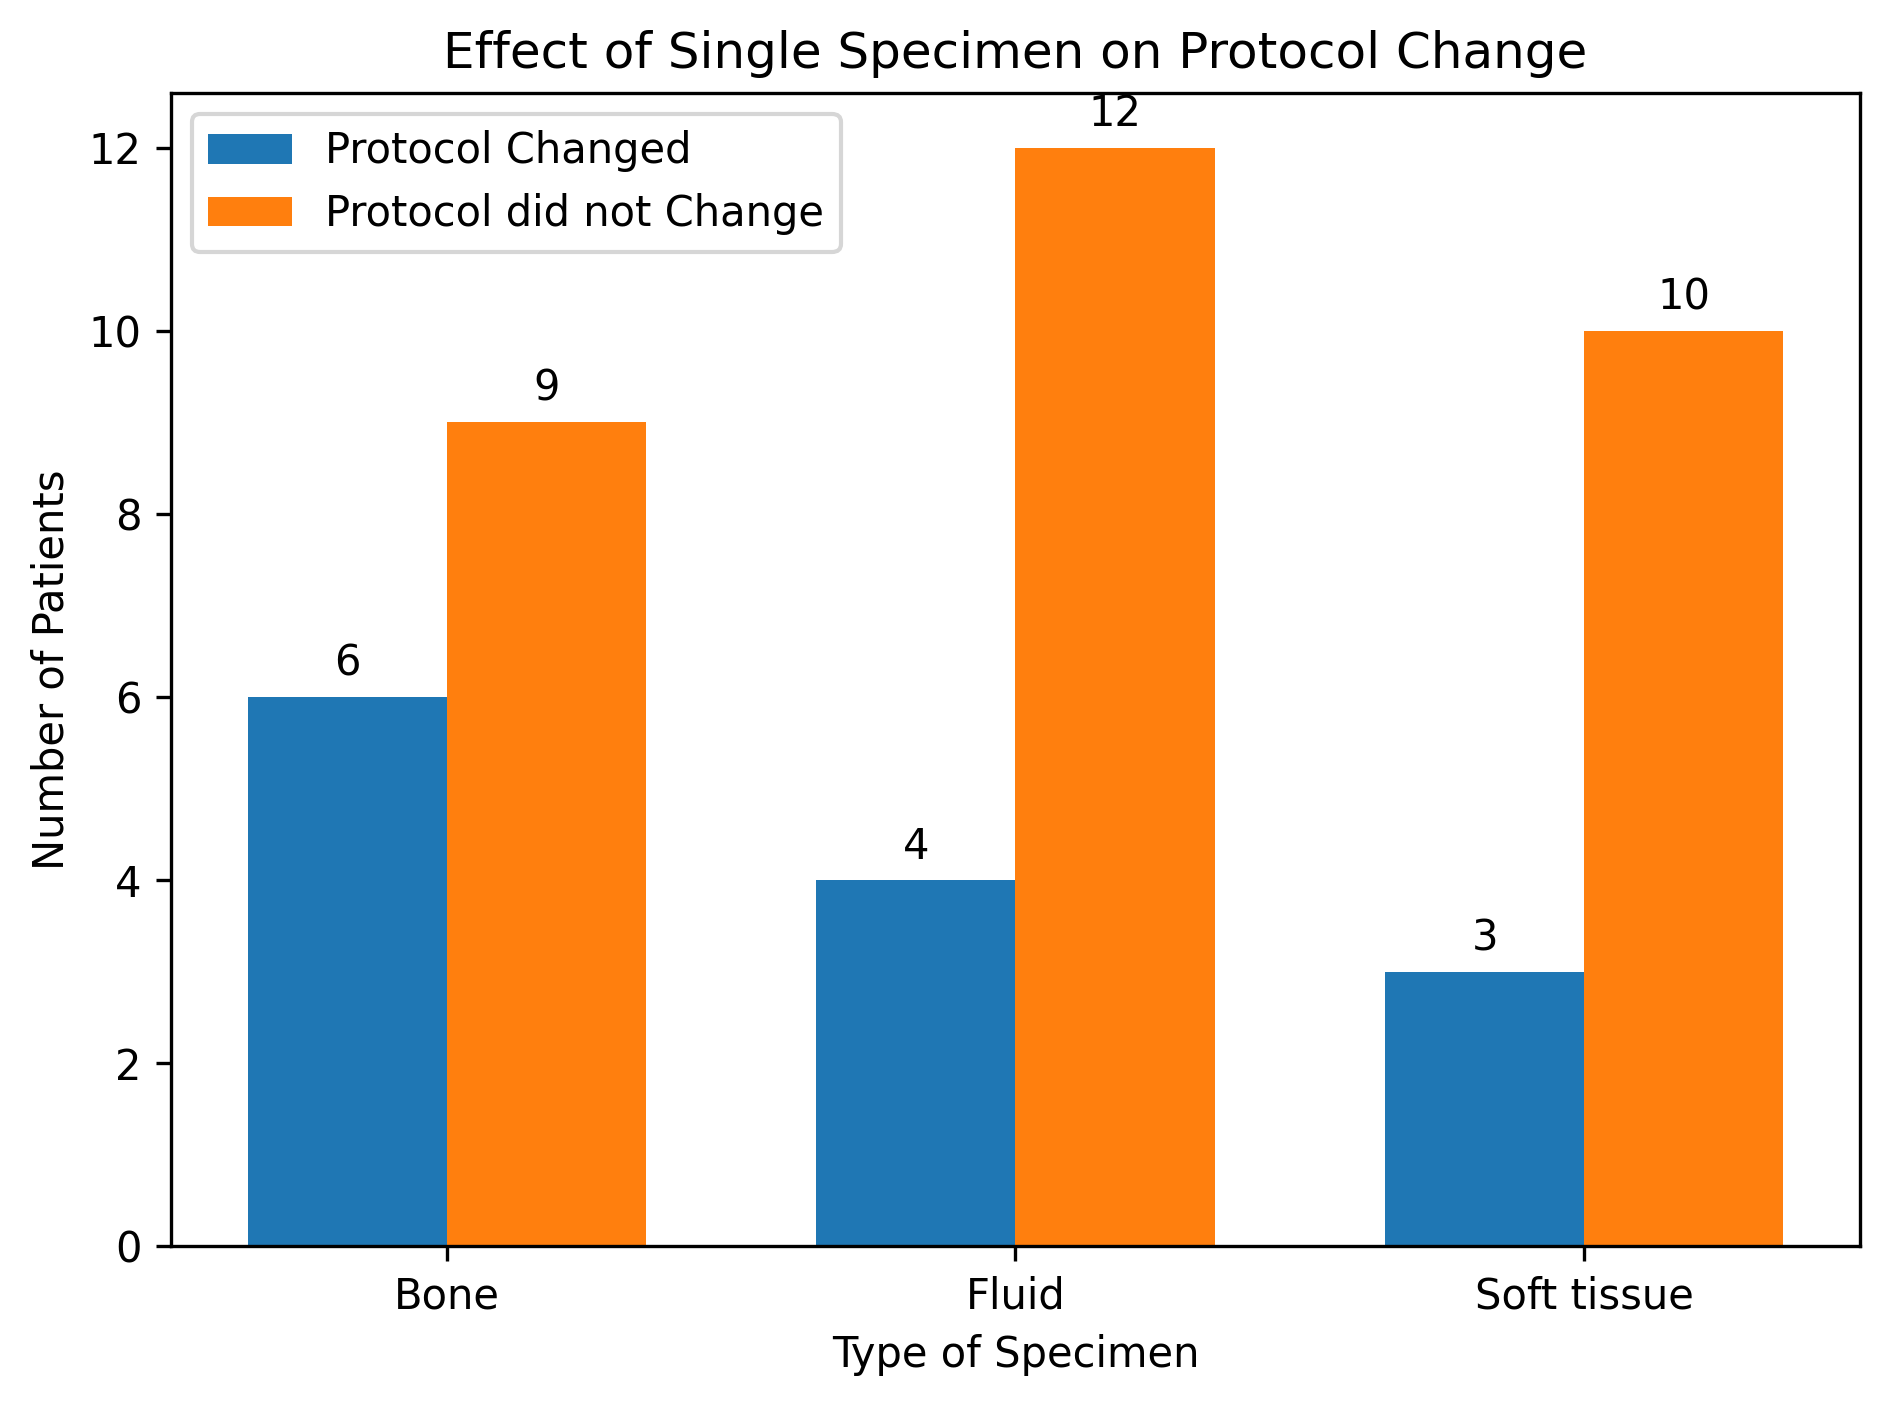 Effect of Single Specimen on Protocol Change
Protocol Changed
Protocol did not Change
12
10
8
6
4
2
0
Number of Patients
6
9
4
12
3
10
Bone
Fluid
Soft tissue
Type of Specimen